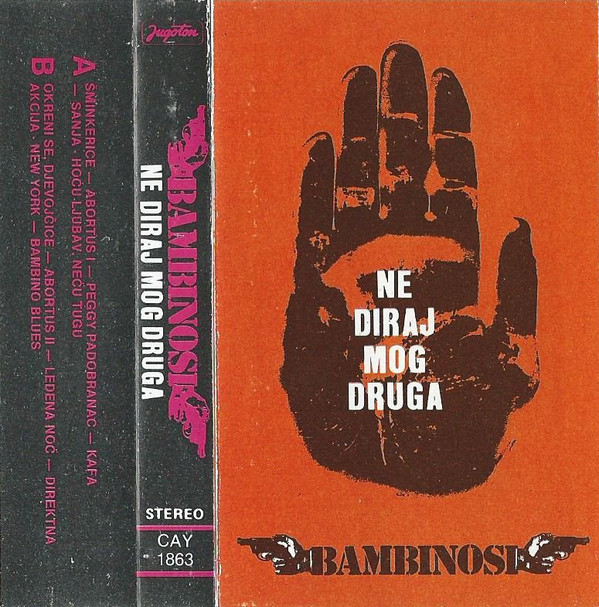 A
ŠMINKERICE — ABORTUS I — PEGGY PADOBRANAC — KAFA
— SANJA · HOĆU LJUBAV, NEĆU TUGU
B
OKRENI SE, DJEVOJČICE — ABORTUS II — LEDENA NOĆ — DIREKTNA
AKCIJA · NEW YORK — BAMBINO BLUES
Jugoton
BAMBINOSI
NE DIRAJ MOG DRUGA
STEREO
CAY
1863
NE
DIRAJ
MOG
DRUGA
BAMBINOSI